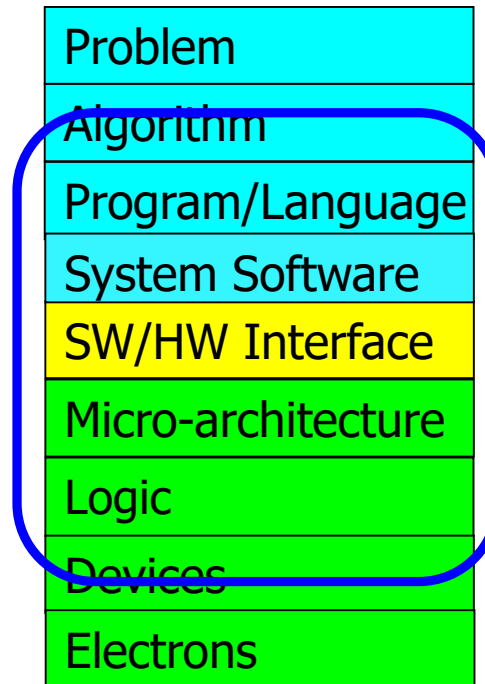 Problem
Algorithm
Program/Language
System Software
SW/HW Interface
Micro-architecture
Logic
Devices
Electrons